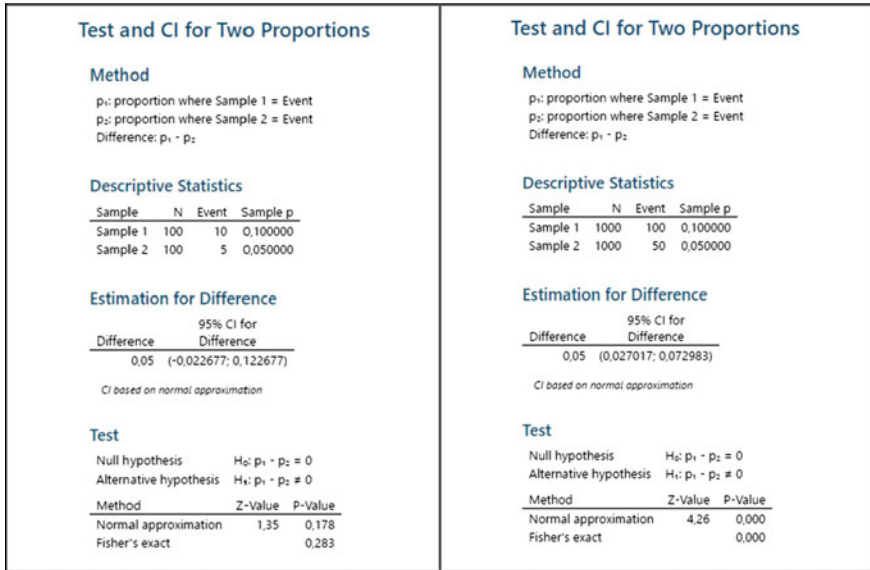 Test and CI for Two Proportions
Method
p₁: proportion where Sample 1 = Event
p₂: proportion where Sample 2 = Event
Difference: p₁ - p₂
Descriptive Statistics
Sample N Event Sample p
Sample 1 100 10 0,100000
Sample 2 100 5 0,050000
Estimation for Difference
95% CI for
Difference Difference
0,05 (-0,022677; 0,122677)
CI based on normal approximation
Test
Null hypothesis H₀: p₁ - p₂ = 0
Alternative hypothesis H₁: p₁ - p₂ ≠ 0
Method Z-Value P-Value
Normal approximation 1,35 0,178
Fisher's exact 0,283
Test and CI for Two Proportions
Method
p₁: proportion where Sample 1 = Event
p₂: proportion where Sample 2 = Event
Difference: p₁ - p₂
Descriptive Statistics
Sample N Event Sample p
Sample 1 1000 100 0,100000
Sample 2 1000 50 0,050000
Estimation for Difference
95% CI for
Difference Difference
0,05 (0,027017; 0,072983)
CI based on normal approximation
Test
Null hypothesis H₀: p₁ - p₂ = 0
Alternative hypothesis H₁: p₁ - p₂ ≠ 0
Method Z-Value P-Value
Normal approximation 4,26 0,000
Fisher's exact 0,000